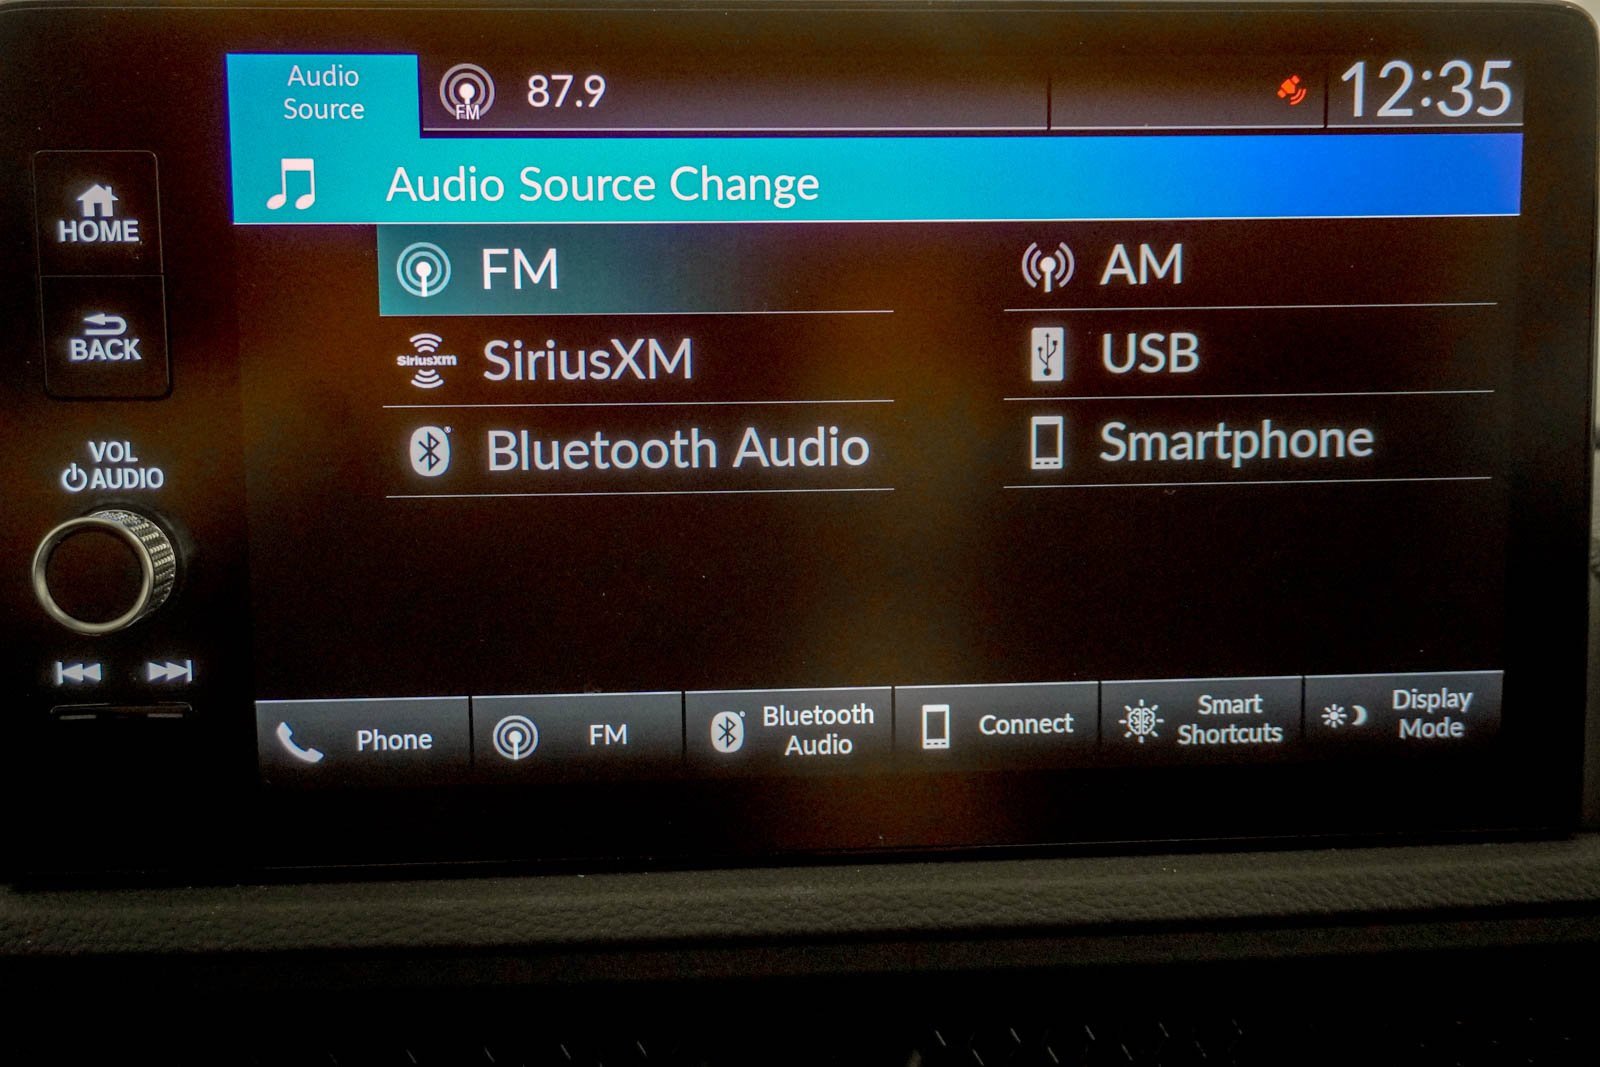 Audio
Source
FM
87.9
12:35
Audio Source Change
HOME
BACK
VOL
AUDIO
FM
AM
SiriusXM
SiriusXM
USB
Bluetooth Audio
Smartphone
Phone
FM
Bluetooth
Audio
Connect
Smart
Shortcuts
Display
Mode